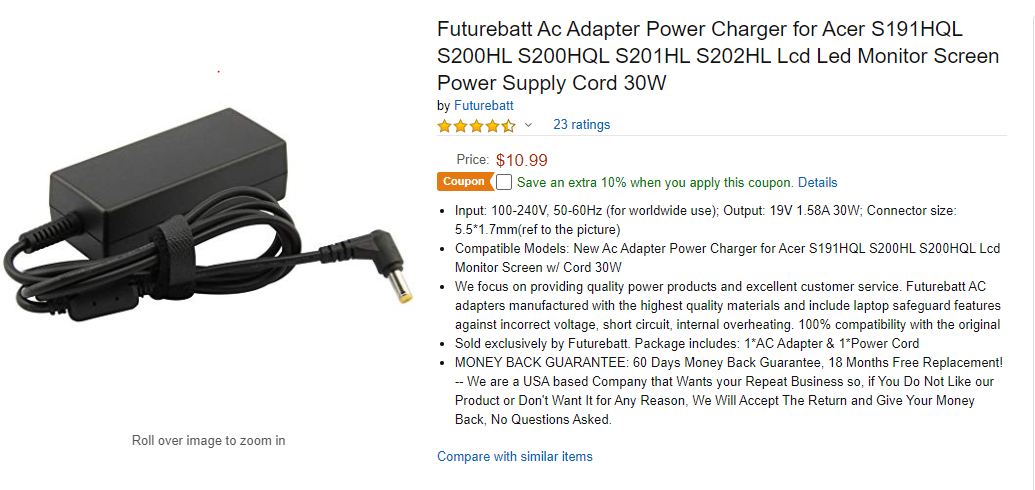 Futurebatt Ac Adapter Power Charger for Acer S191HQL
S200HL S200HQL S201HL S202HL Lcd Led Monitor Screen
Power Supply Cord 30W
by Futurebatt
23 ratings
Price: $10.99
Coupon Save an extra 10% when you apply this coupon. Details
• Input: 100-240V, 50-60Hz (for worldwide use); Output: 19V 1.58A 30W; Connector size:
5.5*1.7mm(ref to the picture)
• Compatible Models: New Ac Adapter Power Charger for Acer S191HQL S200HL S200HQL Lcd
Monitor Screen w/ Cord 30W
• We focus on providing quality power products and excellent customer service. Futurebatt AC
adapters manufactured with the highest quality materials and include laptop safeguard features
against incorrect voltage, short circuit, internal overheating. 100% compatibility with the original
• Sold exclusively by Futurebatt. Package includes: 1*AC Adapter & 1*Power Cord
• MONEY BACK GUARANTEE: 60 Days Money Back Guarantee, 18 Months Free Replacement!
-- We are a USA based Company that Wants your Repeat Business so, if You Do Not Like our
Product or Don't Want It for Any Reason, We Will Accept The Return and Give Your Money
Back, No Questions Asked.
Roll over image to zoom in
Compare with similar items